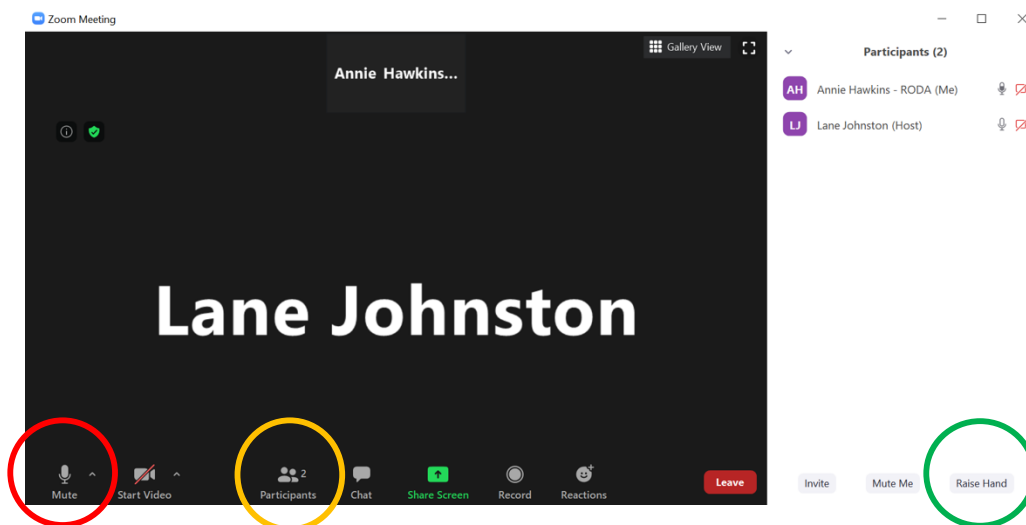 Zoom Meeting
Gallery View
Annie Hawkins...
Lane Johnston
Mute
Start Video
2
Participants
Chat
Share Screen
Record
Reactions
Leave
Participants (2)
AH Annie Hawkins - RODA (Me)
LJ Lane Johnston (Host)
Invite
Mute Me
Raise Hand